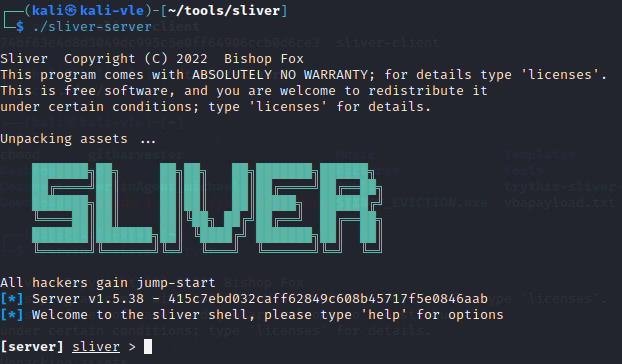 (kali㉿kali-vle)-[~/tools/sliver]
$ ./sliver-server
Sliver  Copyright (C) 2022  Bishop Fox
This program comes with ABSOLUTELY NO WARRANTY; for details type 'licenses'.
This is free software, and you are welcome to redistribute it
under certain conditions; type 'licenses' for details.
Unpacking assets ...
SLIVER
All hackers gain jump-start
[*] Server v1.5.38 - 415c7ebd032caff62849c608b45717f5e0846aab
[*] Welcome to the sliver shell, please type 'help' for options
[server] sliver >